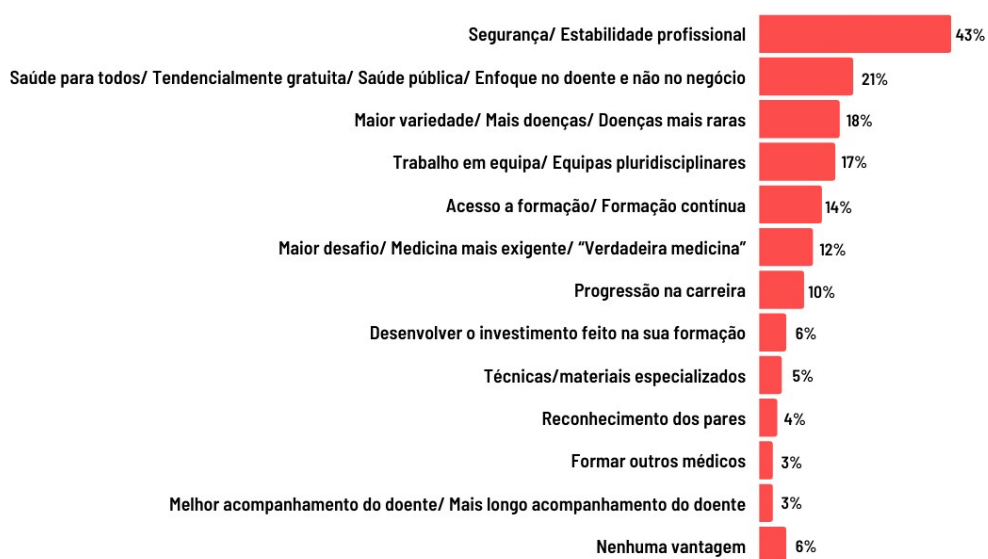 Segurança/ Estabilidade profissional 43%
Saúde para todos/ Tendencialmente gratuita/ Saúde pública/ Enfoque no doente e não no negócio 21%
Maior variedade/ Mais doenças/ Doenças mais raras 18%
Trabalho em equipa/ Equipas pluridisciplinares 17%
Acesso a formação/ Formação contínua 14%
Maior desafio/ Medicina mais exigente/ “Verdadeira medicina” 12%
Progressão na carreira 10%
Desenvolver o investimento feito na sua formação 6%
Técnicas/materiais especializados 5%
Reconhecimento dos pares 4%
Formar outros médicos 3%
Melhor acompanhamento do doente/ Mais longo acompanhamento do doente 3%
Nenhuma vantagem 6%